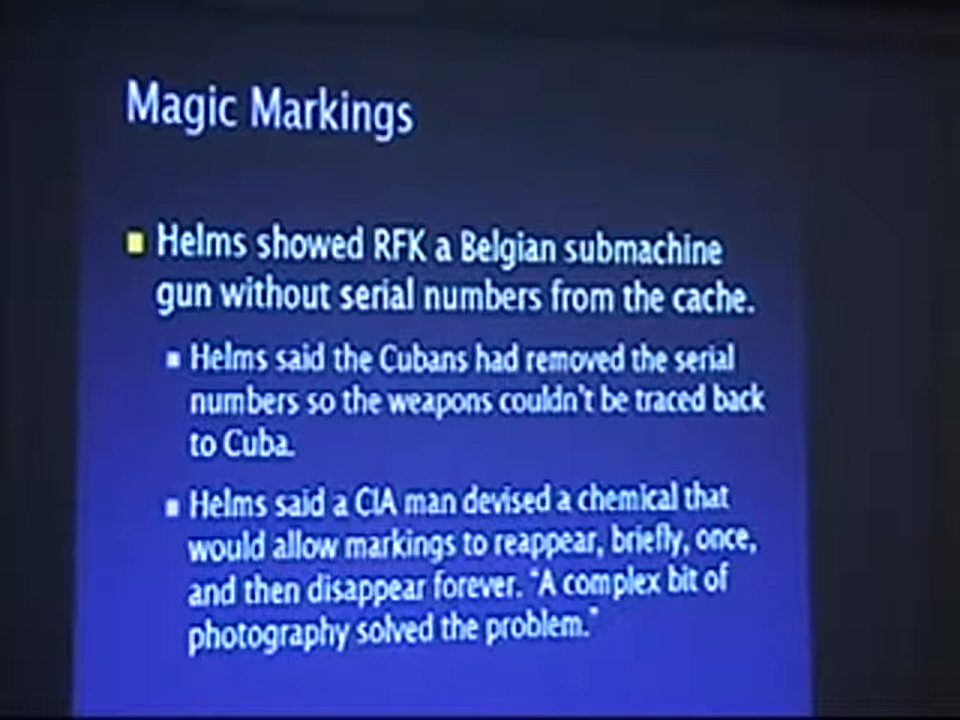 Magic Markings
Helms showed RFK a Belgian submachine
gun without serial numbers from the cache.
Helms said the Cubans had removed the serial
numbers so the weapons couldn't be traced back
to Cuba.
Helms said a CIA man devised a chemical that
would allow markings to reappear, briefly, once,
and then disappear forever. "A complex bit of
photography solved the problem."